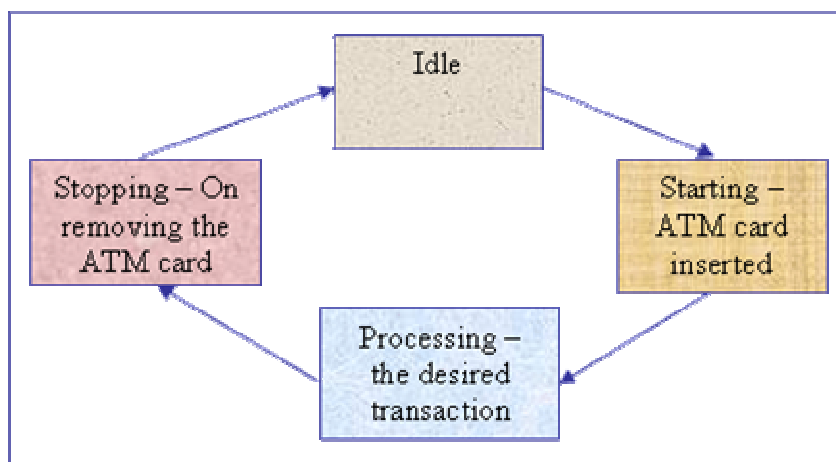 Idle
Starting –
ATM card
inserted
Processing –
the desired
transaction
Stopping – On
removing the
ATM card